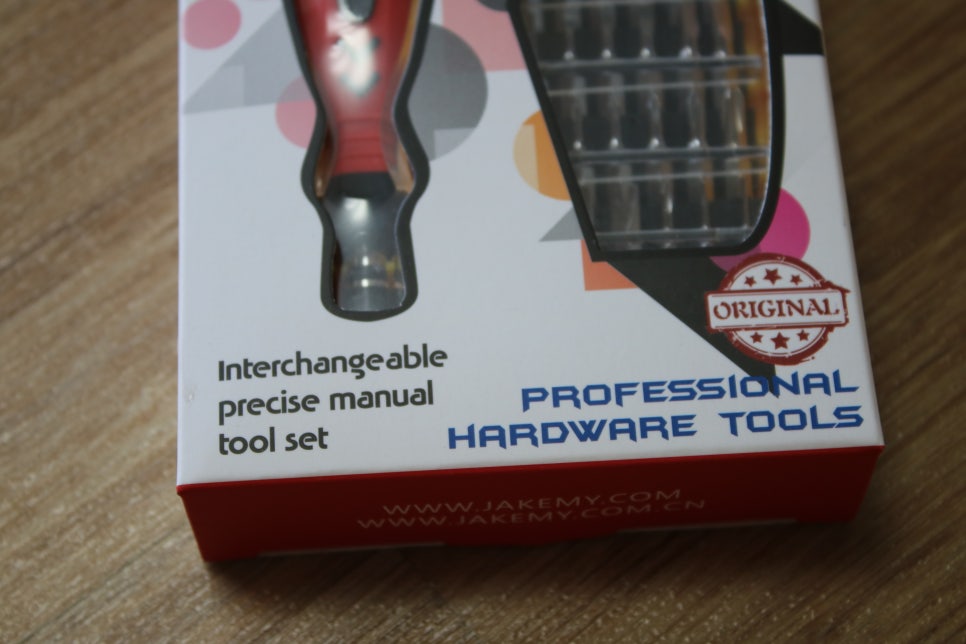 ORIGINAL
Interchangeable
precise manual
tool set
PROFESSIONAL
HARDWARE TOOLS
WWW.JAKEMY.COM
WWW.JAKEMY.COM.CN